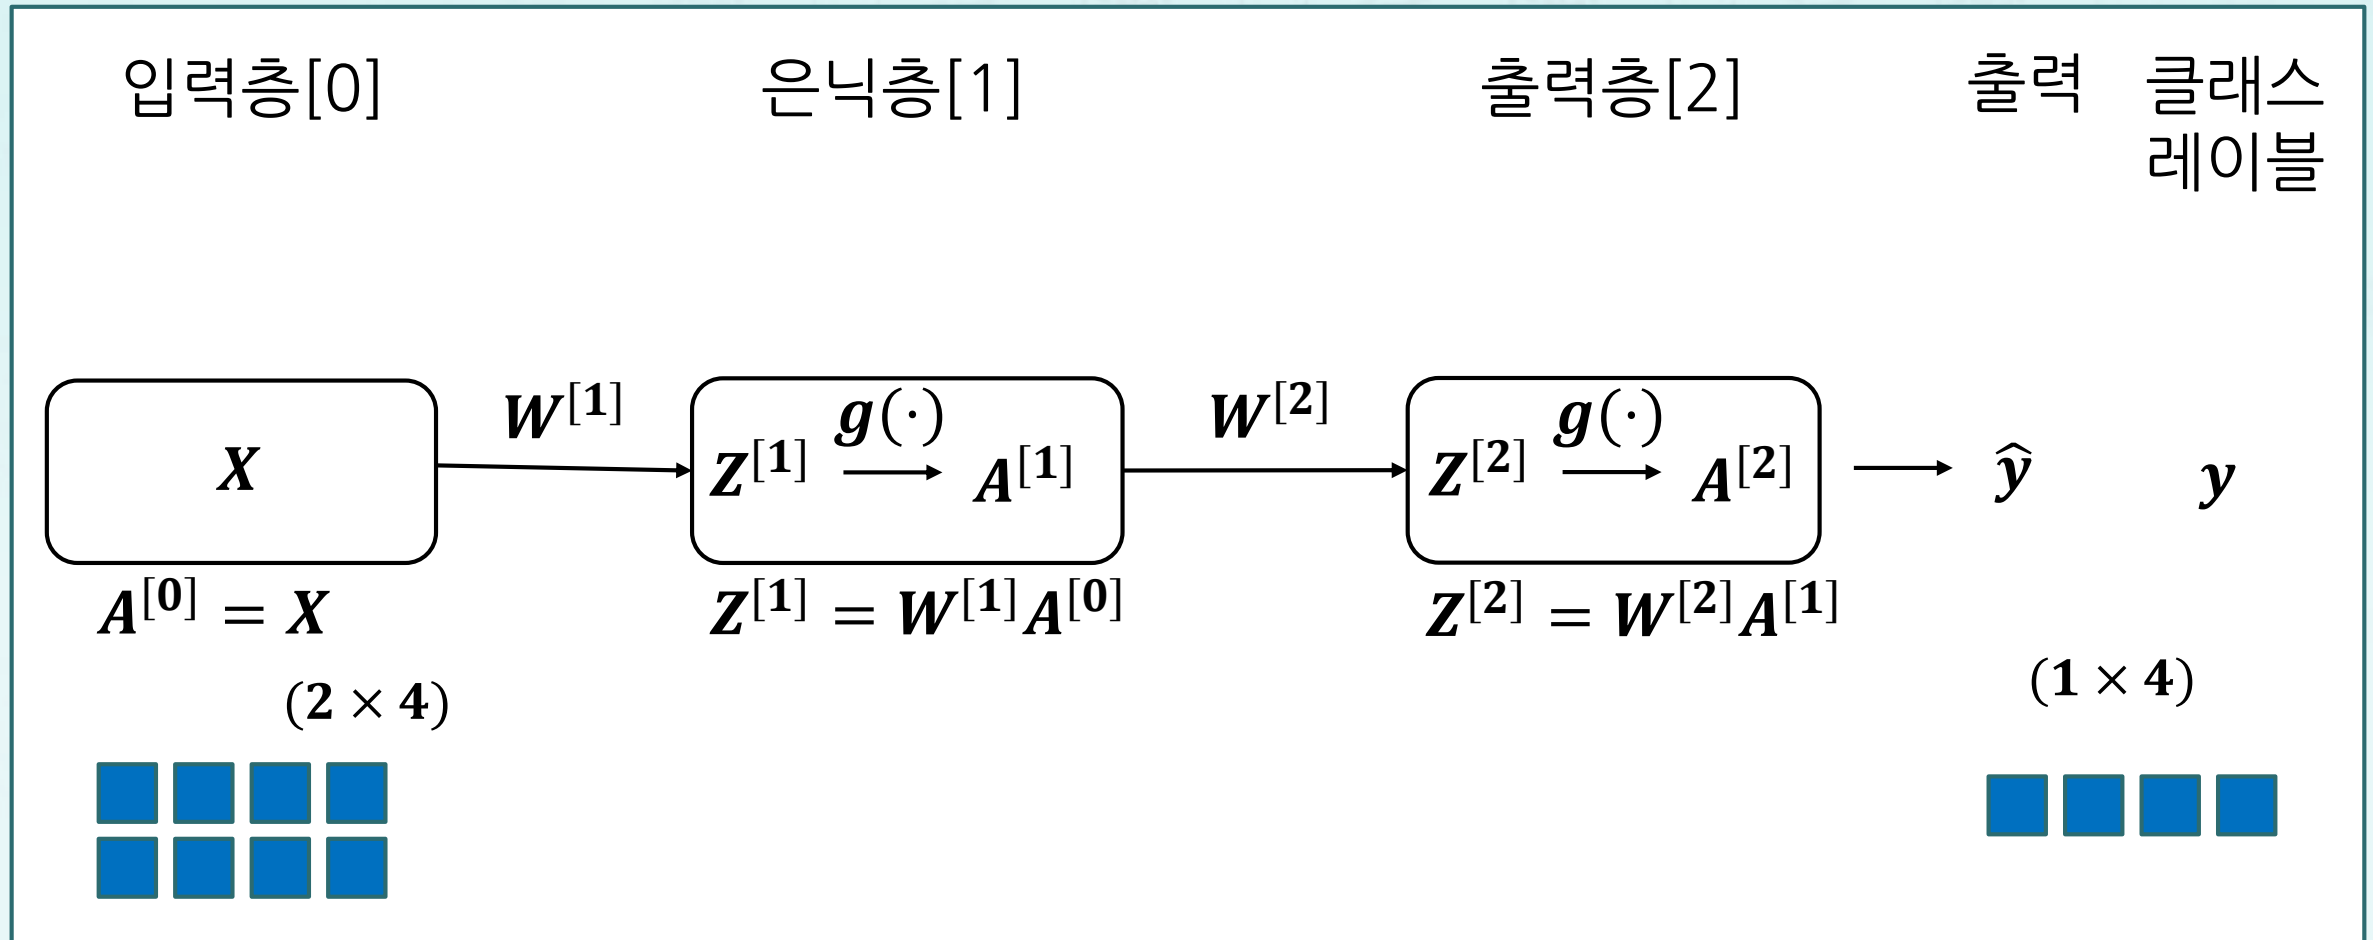 입력층[0] 은닉층[1] 출력층[2] 출력 클래스
레이블
X W^[1] Z^[1] g(·) A^[1] W^[2] Z^[2] g(·) A^[2] ŷ y
A^[0] = X Z^[1] = W^[1]A^[0] Z^[2] = W^[2]A^[1]
(2 × 4) (1 × 4)